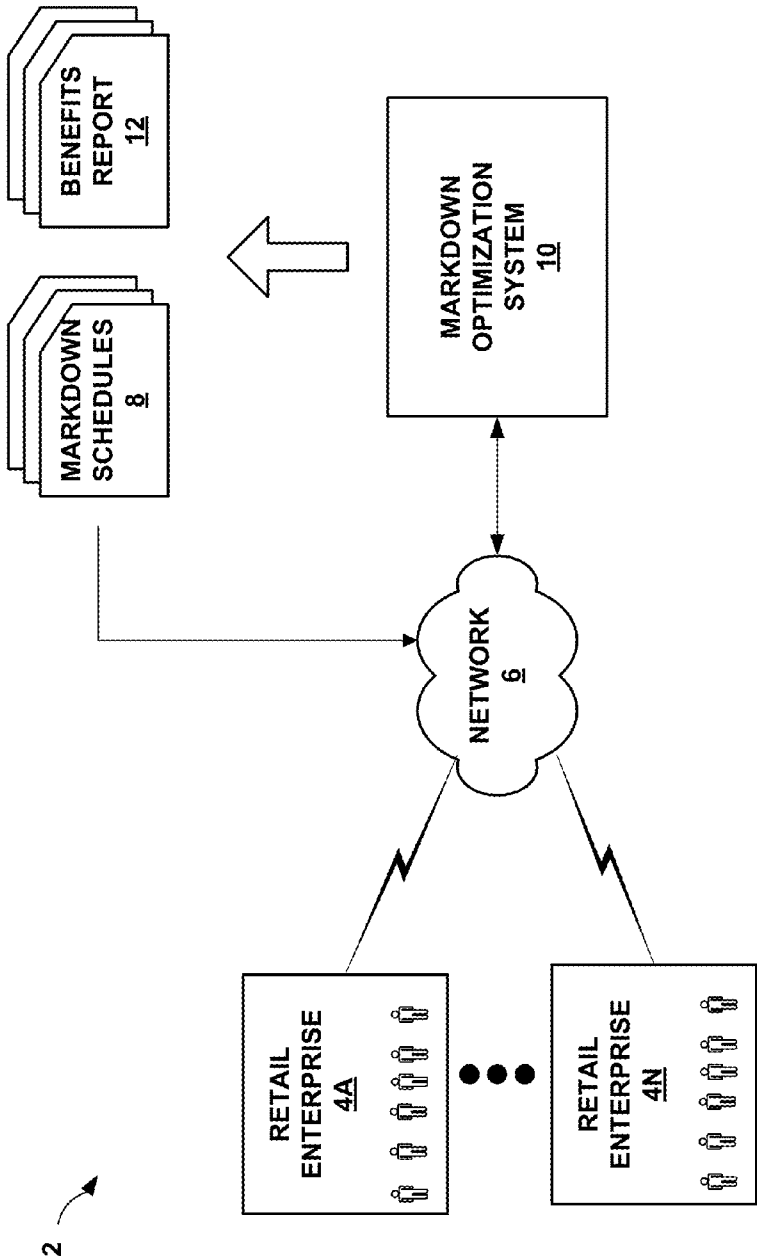 2
RETAIL
ENTERPRISE
4A
RETAIL
ENTERPRISE
4N
NETWORK
6
MARKDOWN
SCHEDULES
8
BENEFITS
REPORT
12
MARKDOWN
OPTIMIZATION
SYSTEM
10